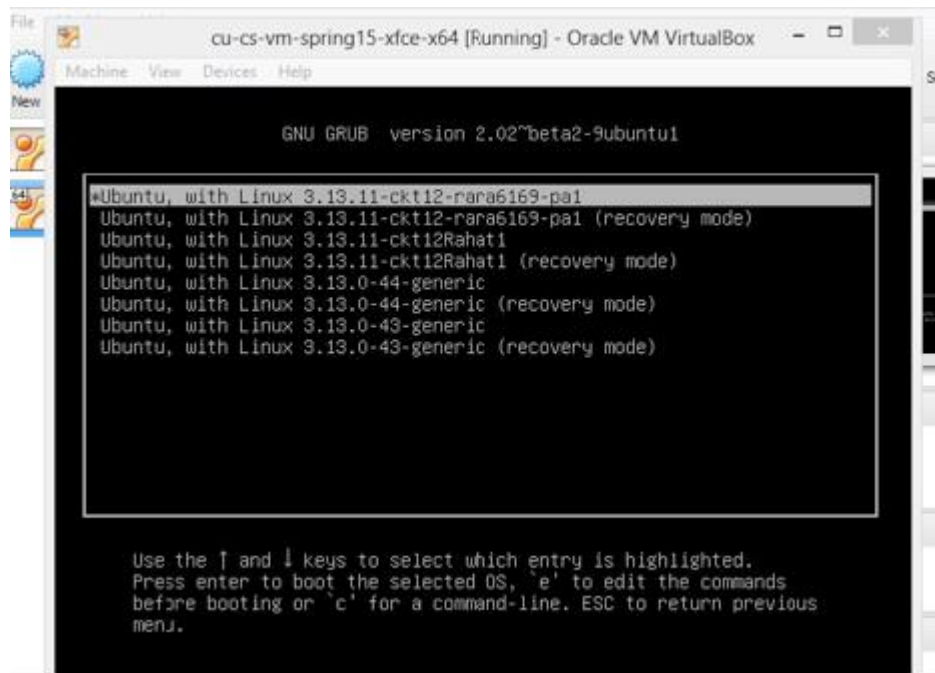 File
cu-cs-vm-spring15-xfce-x64 [Running] - Oracle VM VirtualBox
Machine View Devices Help
New
GNU GRUB version 2.02~beta2-9ubuntu1
*Ubuntu, with Linux 3.13.11-ckt12-rara6169-pa1
Ubuntu, with Linux 3.13.11-ckt12-rara6169-pa1 (recovery mode)
Ubuntu, with Linux 3.13.11-ckt12Rahat1
Ubuntu, with Linux 3.13.11-ckt12Rahat1 (recovery mode)
Ubuntu, with Linux 3.13.0-44-generic
Ubuntu, with Linux 3.13.0-44-generic (recovery mode)
Ubuntu, with Linux 3.13.0-43-generic
Ubuntu, with Linux 3.13.0-43-generic (recovery mode)
Use the ↑ and ↓ keys to select which entry is highlighted.
Press enter to boot the selected OS, `e' to edit the commands
before booting or `c' for a command-line. ESC to return previous
menu.